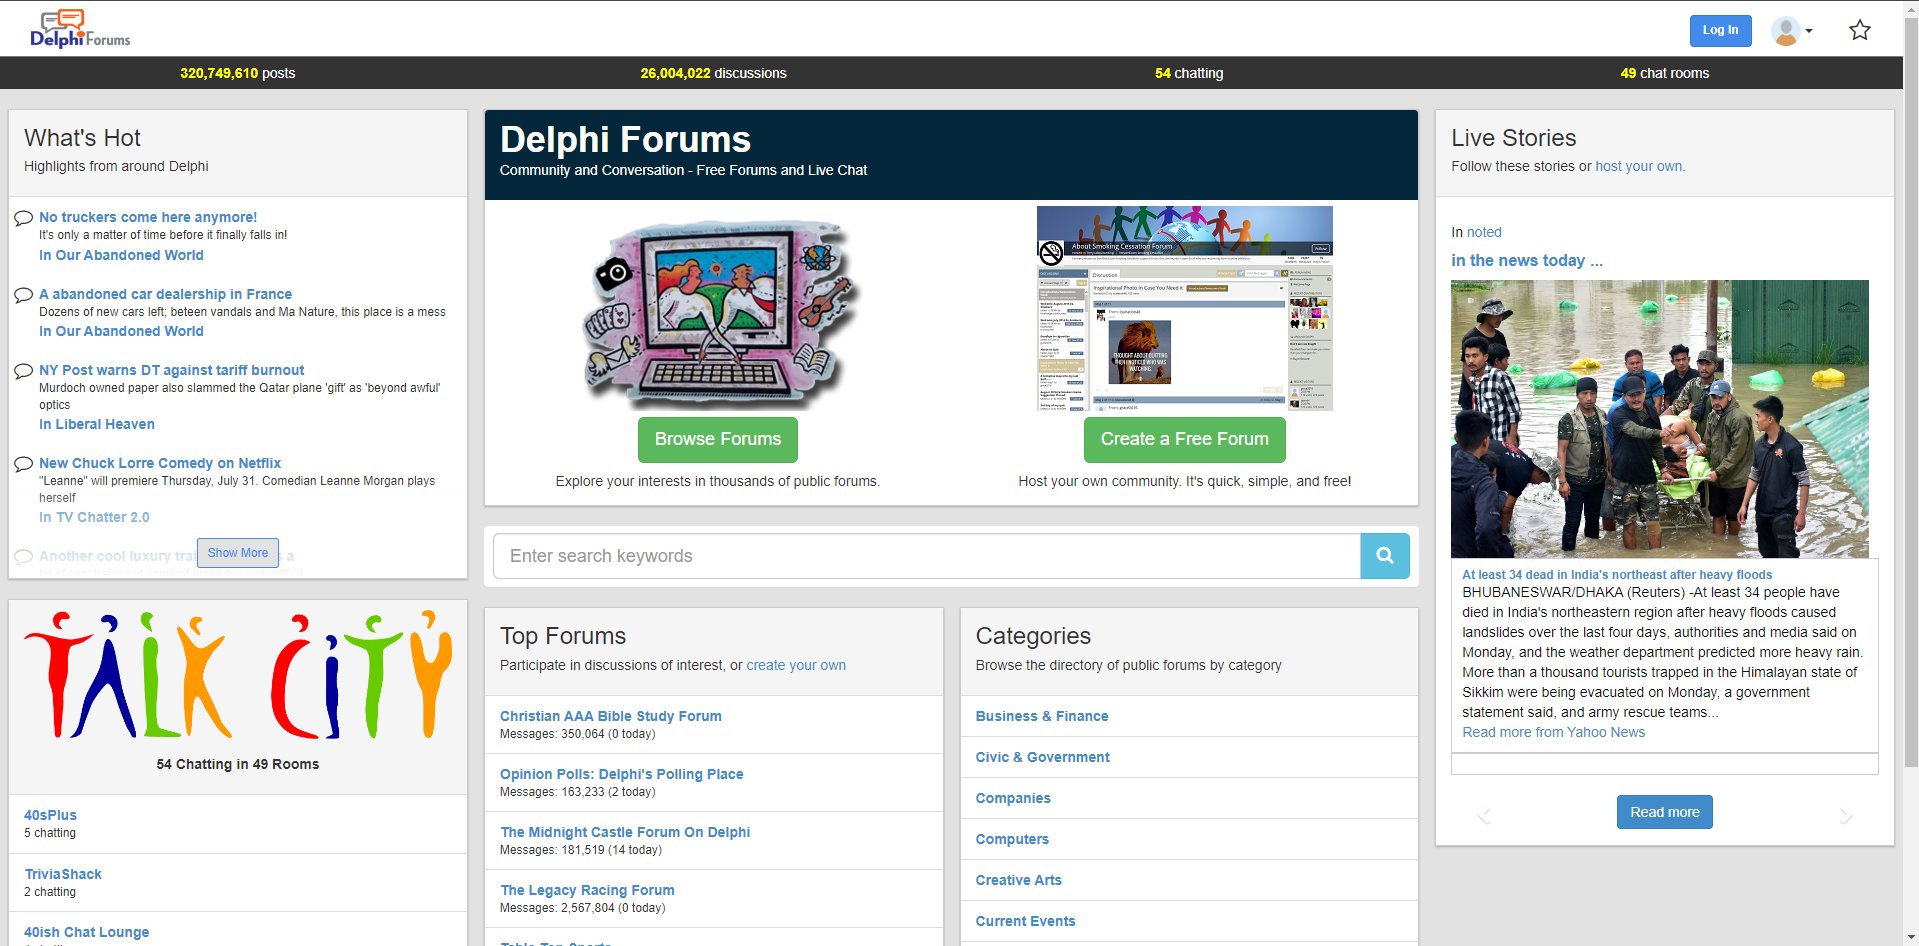 Delphi Forums
Log In
320,749,610 posts
26,004,022 discussions
54 chatting
49 chat rooms
What's Hot
Highlights from around Delphi
No truckers come here anymore!
It's only a matter of time before it finally falls in!
In Our Abandoned World
A abandoned car dealership in France
Dozens of new cars left; beteen vandals and Ma Nature, this place is a mess
In Our Abandoned World
NY Post warns DT against tariff burnout
Murdoch owned paper also slammed the Qatar plane 'gift' as 'beyond awful'
optics
In Liberal Heaven
New Chuck Lorre Comedy on Netflix
"Leanne" will premiere Thursday, July 31. Comedian Leanne Morgan plays
herself
In TV Chatter 2.0
Another cool luxury
Show More
TALK CITY
54 Chatting in 49 Rooms
40sPlus
5 chatting
TriviaShack
2 chatting
40ish Chat Lounge
Delphi Forums
Community and Conversation - Free Forums and Live Chat
About Smoking Cessation Forum
Discussion
Inspirational Photo In Case You Need it
THOUGHT ABOUT QUITTING
THEN I NOTICED WHO WAS
WATCHING.
Browse Forums
Explore your interests in thousands of public forums.
Create a Free Forum
Host your own community. It's quick, simple, and free!
Enter search keywords
Top Forums
Participate in discussions of interest, or create your own
Christian AAA Bible Study Forum
Messages: 350,064 (0 today)
Opinion Polls: Delphi's Polling Place
Messages: 163,233 (2 today)
The Midnight Castle Forum On Delphi
Messages: 181,519 (14 today)
The Legacy Racing Forum
Messages: 2,567,804 (0 today)
Table Top Sports
Categories
Browse the directory of public forums by category
Business & Finance
Civic & Government
Companies
Computers
Creative Arts
Current Events
Live Stories
Follow these stories or host your own.
In noted
in the news today ...
At least 34 dead in India's northeast after heavy floods
BHUBANESWAR/DHAKA (Reuters) -At least 34 people have
died in India's northeastern region after heavy floods caused
landslides over the last four days, authorities and media said on
Monday, and the weather department predicted more heavy rain.
More than a thousand tourists trapped in the Himalayan state of
Sikkim were being evacuated on Monday, a government
statement said, and army rescue teams...
Read more from Yahoo News
Read more